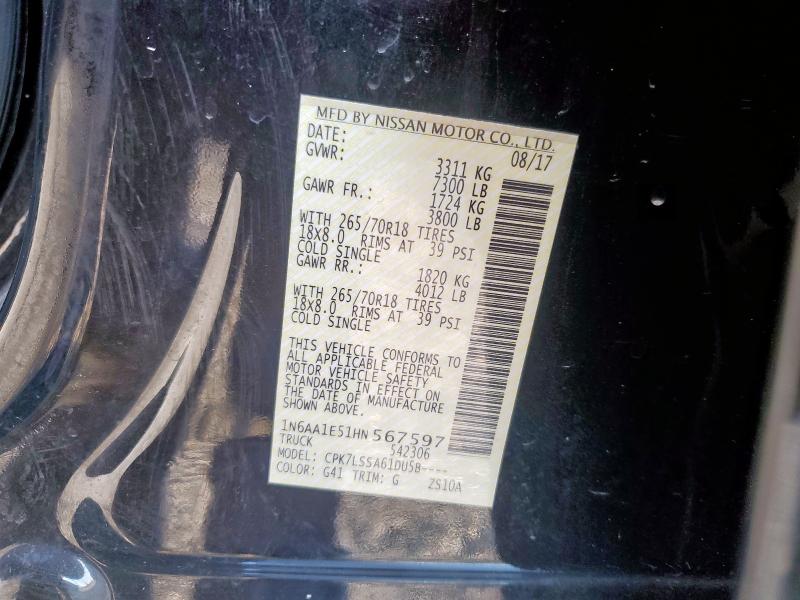 MFD BY NISSAN MOTOR CO., LTD.
DATE: 08/17
GVWR: 3311 KG
7300 LB
GAWR FR.: 1724 KG
3800 LB
WITH 265/70R18 TIRES
18x8.0 RIMS AT 39 PSI
COLD SINGLE
GAWR RR.: 1820 KG
4012 LB
WITH 265/70R18 TIRES
18x8.0 RIMS AT 39 PSI
COLD SINGLE
THIS VEHICLE CONFORMS TO
ALL APPLICABLE FEDERAL
MOTOR VEHICLE SAFETY
STANDARDS IN EFFECT ON
THE DATE OF MANUFACTURE
SHOWN ABOVE.
1N6AA1E51HN567597
TRUCK 542306
MODEL: CPK7LSSA61DU5B----
COLOR: G41 TRIM: G ZS10A